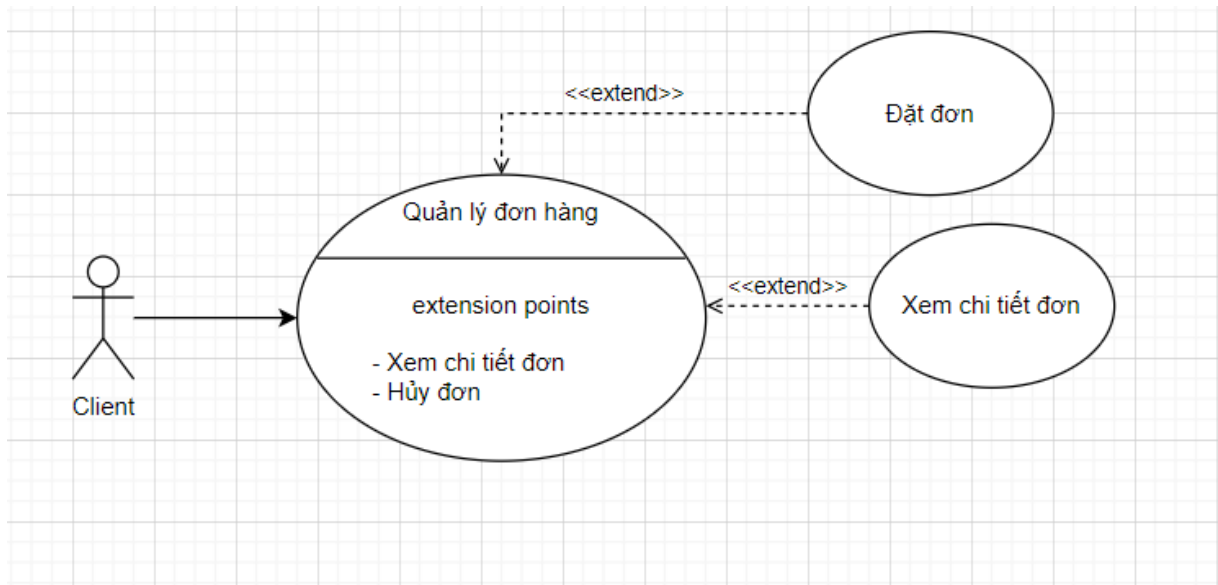 <<extend>>
Đặt đơn
Quản lý đơn hàng
extension points
- Xem chi tiết đơn
- Hủy đơn
<<extend>>
Xem chi tiết đơn
Client